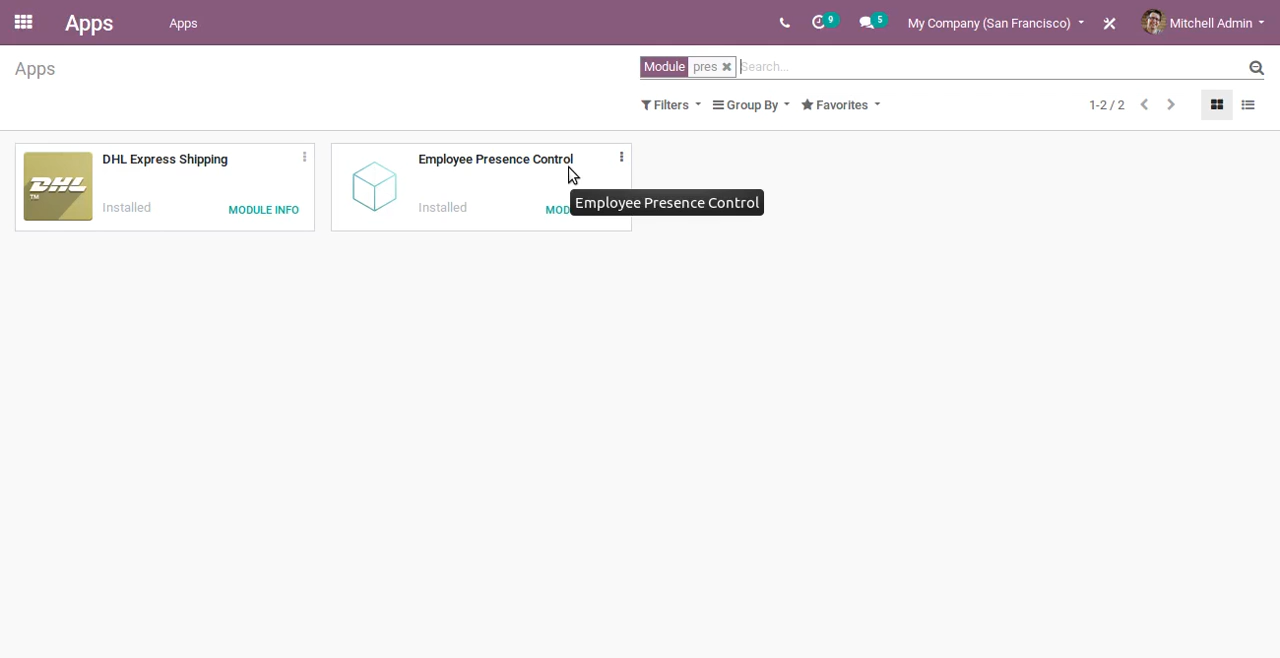 Apps Apps 9 5 My Company (San Francisco) Mitchell Admin
Apps
Module pres Search...
Filters Group By Favorites 1-2 / 2
DHL Express Shipping
DHL
TM
Installed MODULE INFO
Employee Presence Control
Installed MOD
Employee Presence Control